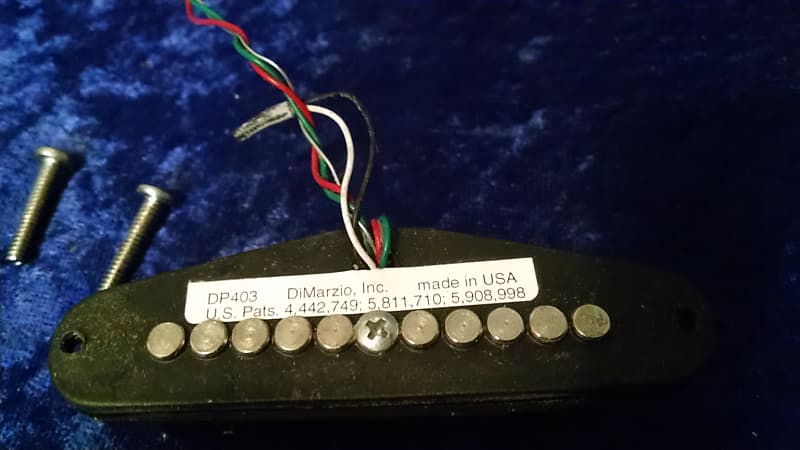 DP403 DiMarzio, Inc. made in USA
U.S. Pats. 4,442,749; 5,811,710; 5,908,998